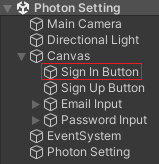 Photon Setting
Main Camera
Directional Light
Canvas
Sign In Button
Sign Up Button
Email Input
Password Input
EventSystem
Photon Setting